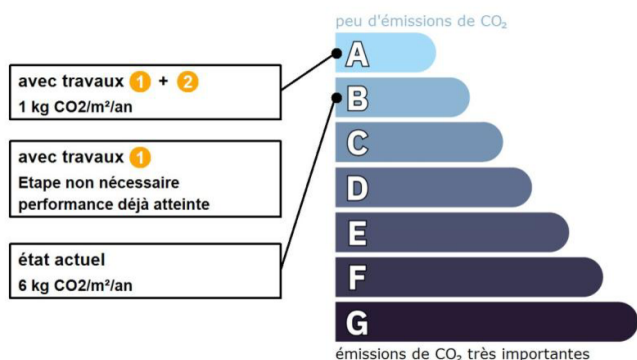 peu d'émissions de CO₂
A
B
C
D
E
F
G
émissions de CO₂ très importantes
avec travaux 1 + 2
1 kg CO2/m²/an
avec travaux 1
Etape non nécessaire
performance déjà atteinte
état actuel
6 kg CO2/m²/an